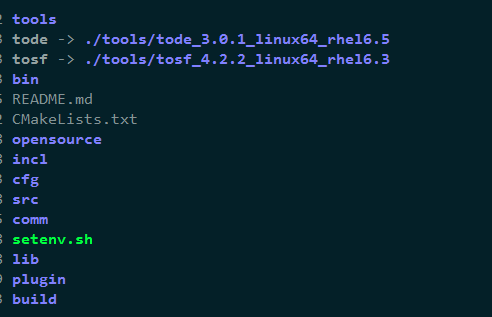 tools
tode -> ./tools/tode_3.0.1_linux64_rhel6.5
tosf -> ./tools/tosf_4.2.2_linux64_rhel6.3
bin
README.md
CMakeLists.txt
opensource
incl
cfg
src
comm
setenv.sh
lib
plugin
build